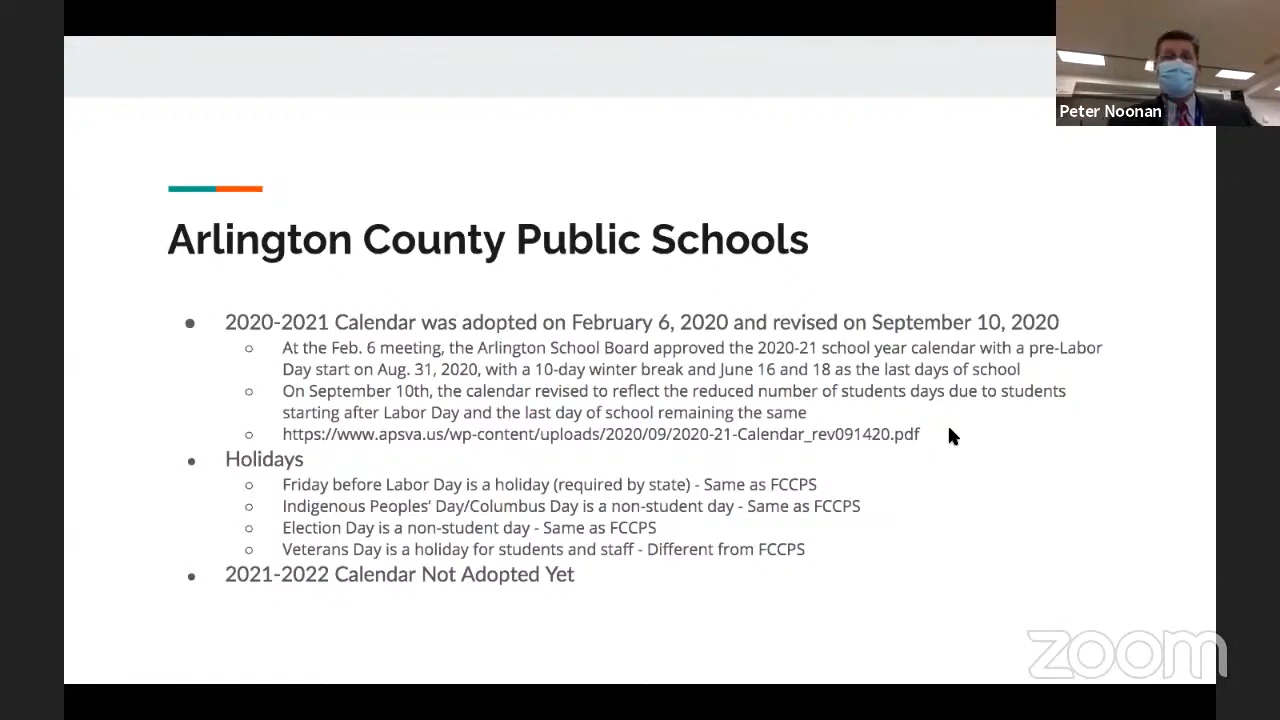 Peter Noonan
Arlington County Public Schools
2020-2021 Calendar was adopted on February 6, 2020 and revised on September 10, 2020
At the Feb. 6 meeting, the Arlington School Board approved the 2020-21 school year calendar with a pre-Labor
Day start on Aug. 31, 2020, with a 10-day winter break and June 16 and 18 as the last days of school
On September 10th, the calendar revised to reflect the reduced number of students days due to students
starting after Labor Day and the last day of school remaining the same
https://www.apsva.us/wp-content/uploads/2020/09/2020-21-Calendar_rev091420.pdf
Holidays
Friday before Labor Day is a holiday (required by state) - Same as FCCPS
Indigenous Peoples' Day/Columbus Day is a non-student day - Same as FCCPS
Election Day is a non-student day - Same as FCCPS
Veterans Day is a holiday for students and staff - Different from FCCPS
2021-2022 Calendar Not Adopted Yet
zoom